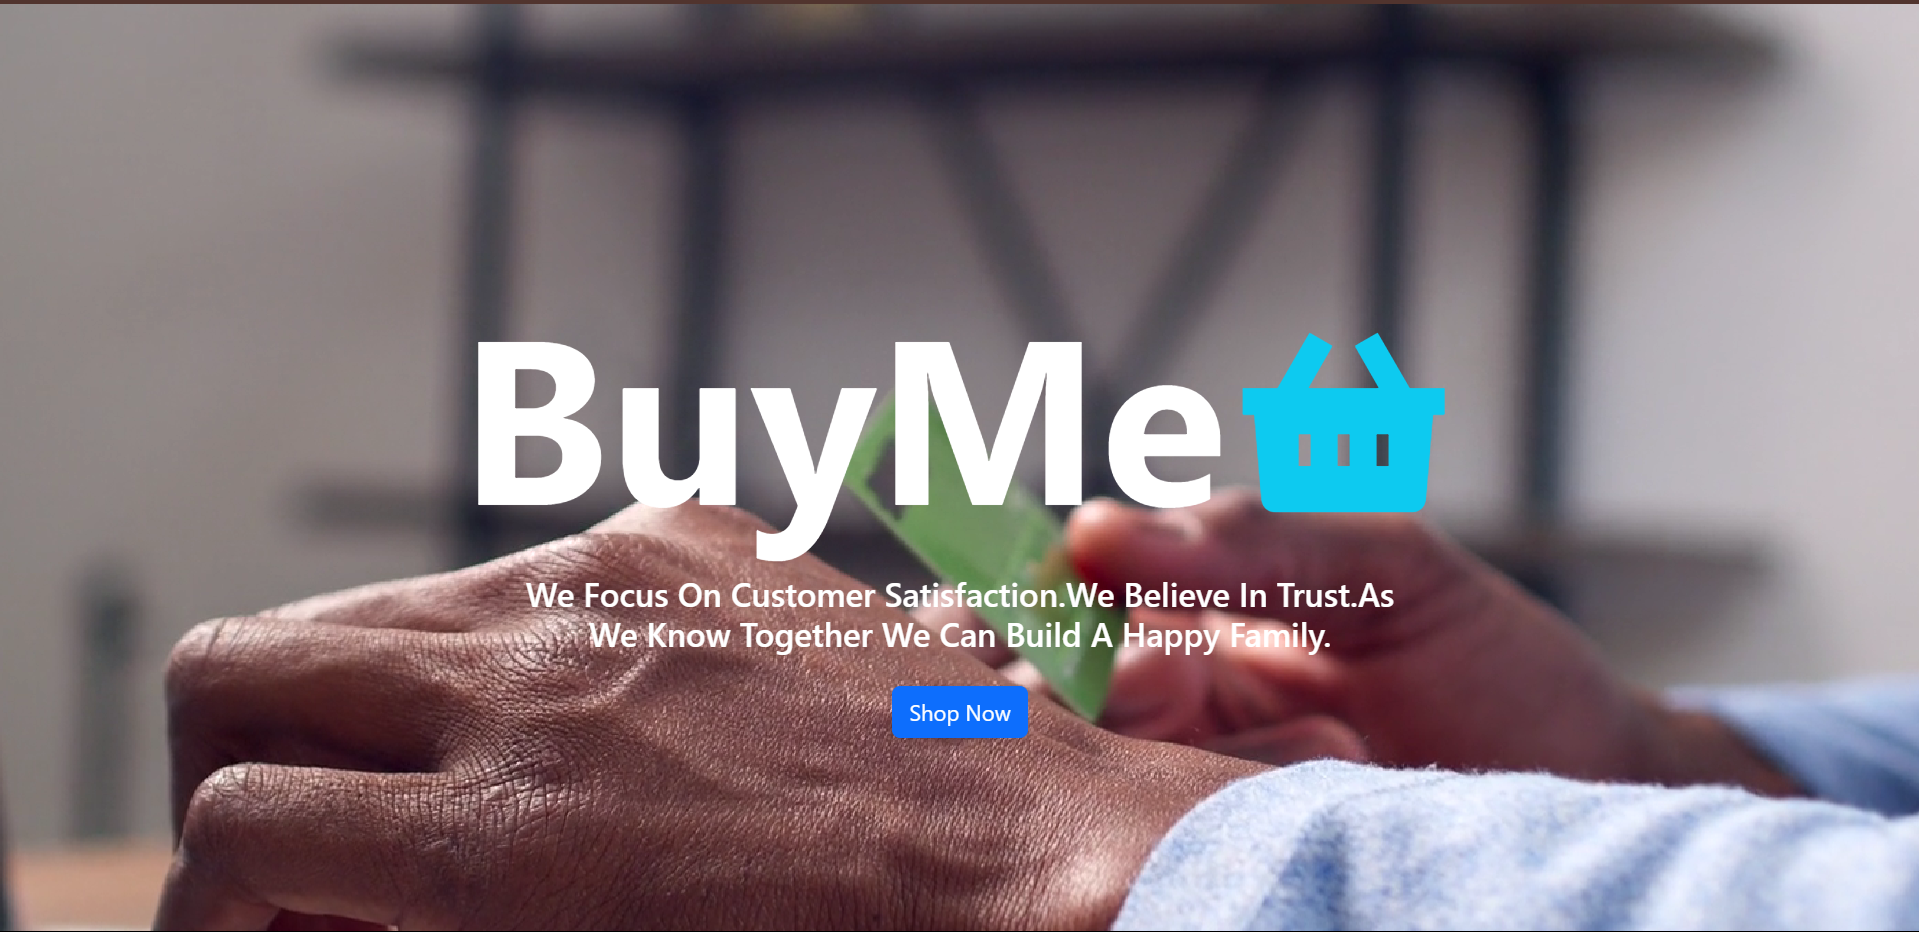 BuyMe
We Focus On Customer Satisfaction.We Believe In Trust.As
We Know Together We Can Build A Happy Family.
Shop Now